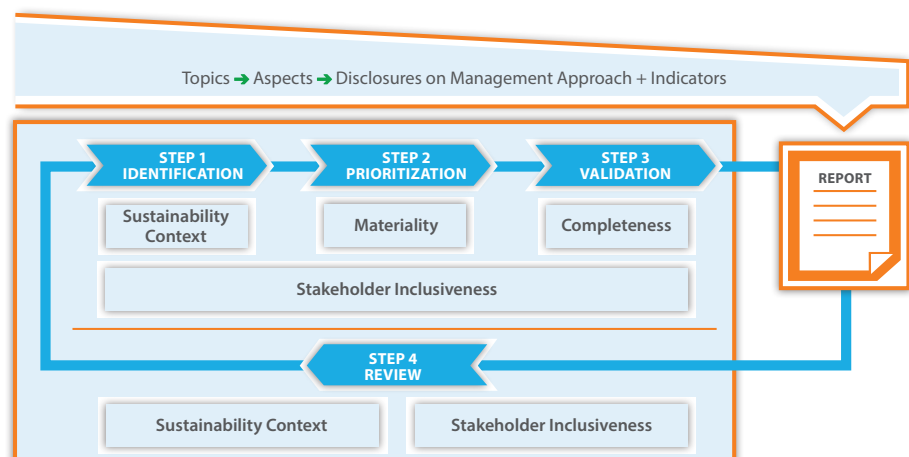 Topics ➔ Aspects ➔ Disclosures on Management Approach + Indicators
STEP 1
IDENTIFICATION
STEP 2
PRIORITIZATION
STEP 3
VALIDATION
REPORT
Sustainability
Context
Materiality
Completeness
Stakeholder Inclusiveness
STEP 4
REVIEW
Sustainability Context
Stakeholder Inclusiveness